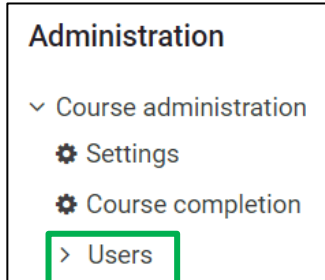 Administration
Course administration
Settings
Course completion
Users